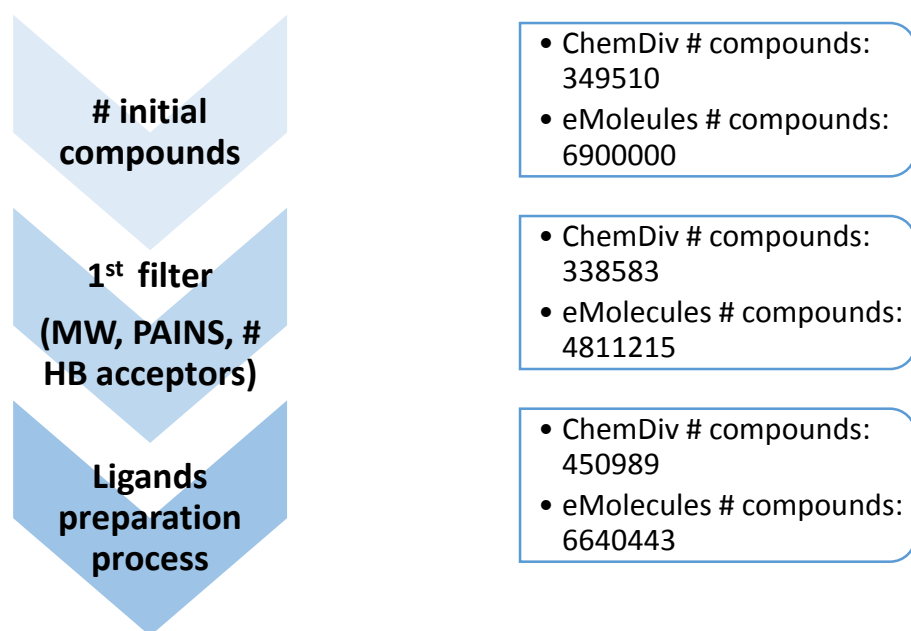 # initial
compounds
• ChemDiv # compounds:
349510
• eMoleules # compounds:
6900000
1st filter
(MW, PAINS, #
HB acceptors)
• ChemDiv # compounds:
338583
• eMolecules # compounds:
4811215
Ligands
preparation
process
• ChemDiv # compounds:
450989
• eMolecules # compounds:
6640443